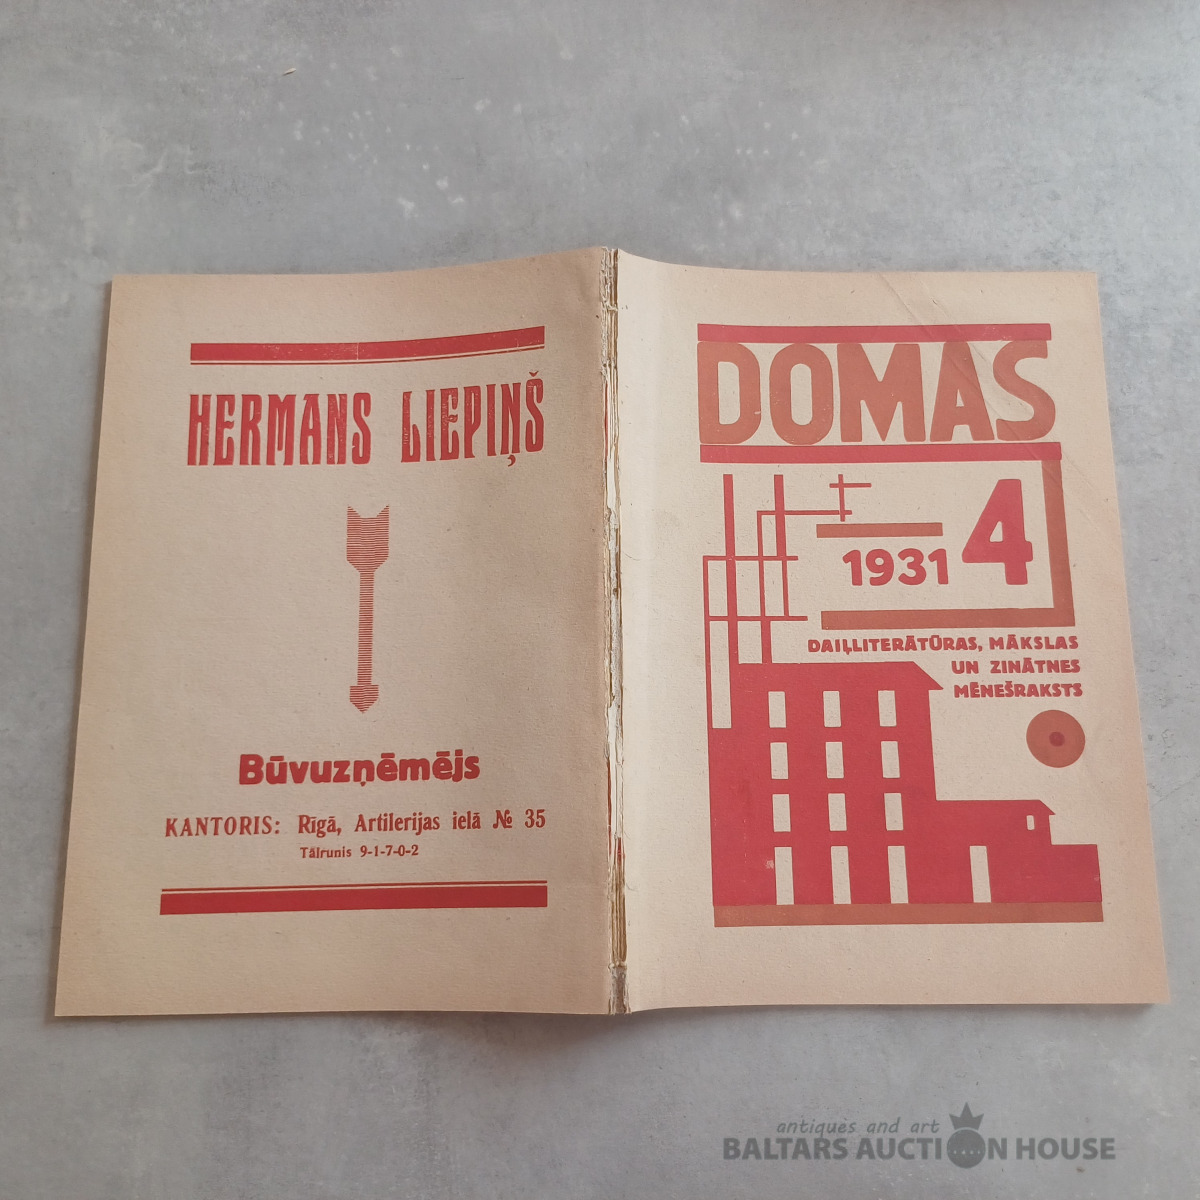 HERMANS LIEPIŅŠ
Būvuzņēmējs
KANTORIS: Rīgā, Artilerijas ielā № 35
Tālrunis 9-1-7-0-2
DOMAS
1931 4
DAIĻLITERĀTŪRAS, MĀKSLAS
UN ZINĀTNES
MĒNEŠRAKSTS
antiques and art
BALTARS AUCTION HOUSE